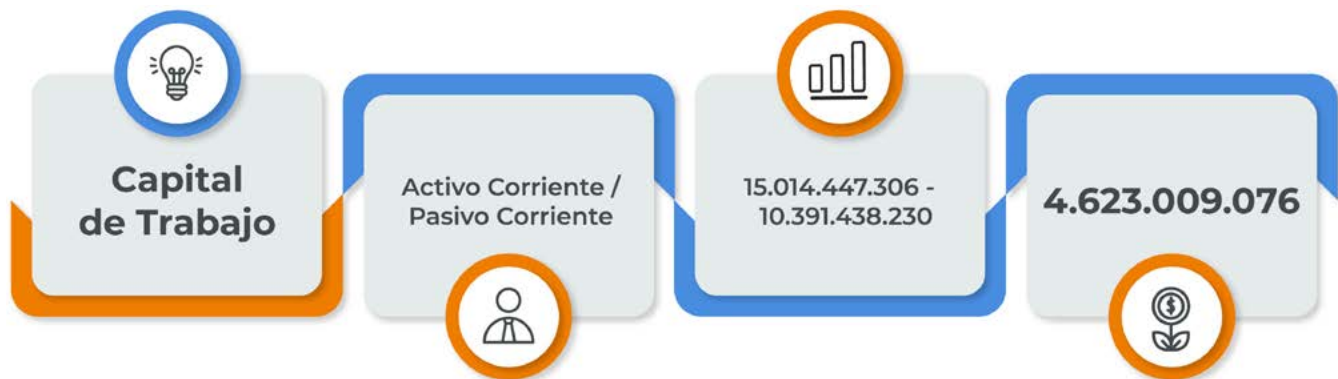 Capital
de Trabajo
Activo Corriente /
Pasivo Corriente
15.014.447.306 -
10.391.438.230
4.623.009.076
$